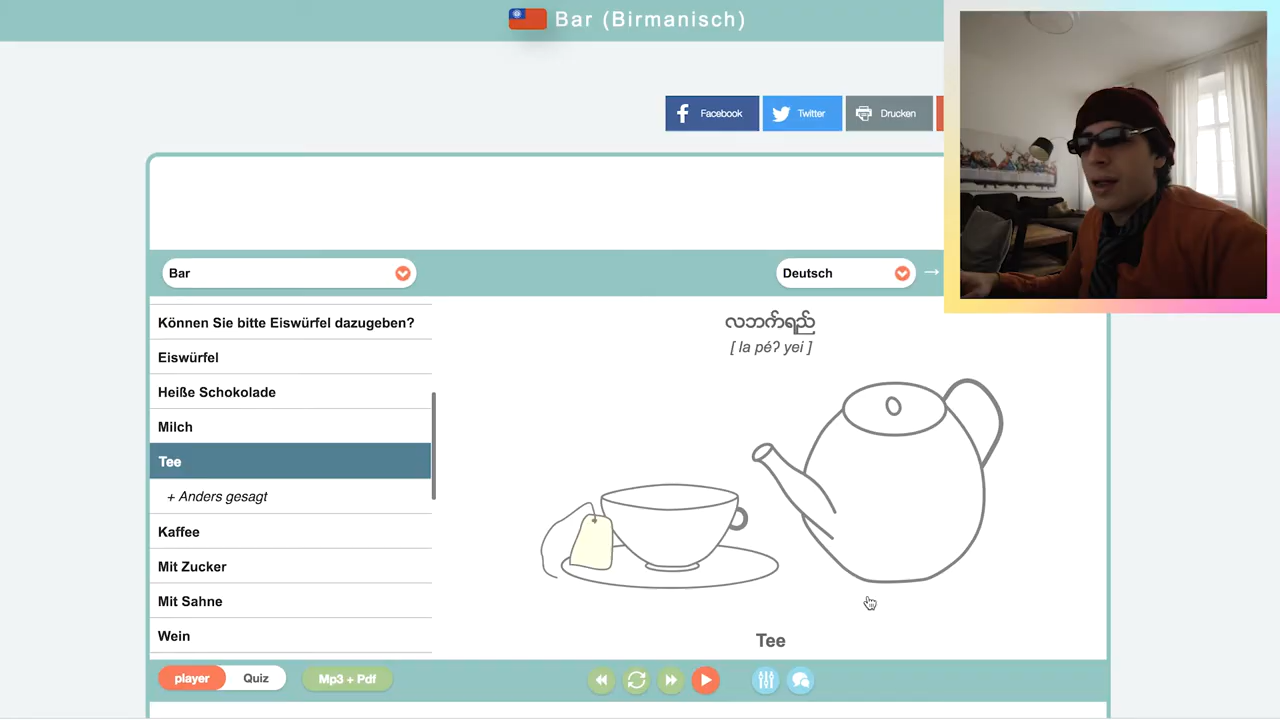 Bar (Birmanisch)
Facebook
Twitter
Drucken
Bar
Deutsch
→
Können Sie bitte Eiswürfel dazugeben?
Eiswürfel
Heiße Schokolade
Milch
Tee
+ Anders gesagt
Kaffee
Mit Zucker
Mit Sahne
Wein
လဘက်ရည်
[ la pé? yei ]
Tee
player
Quiz
Mp3 + Pdf